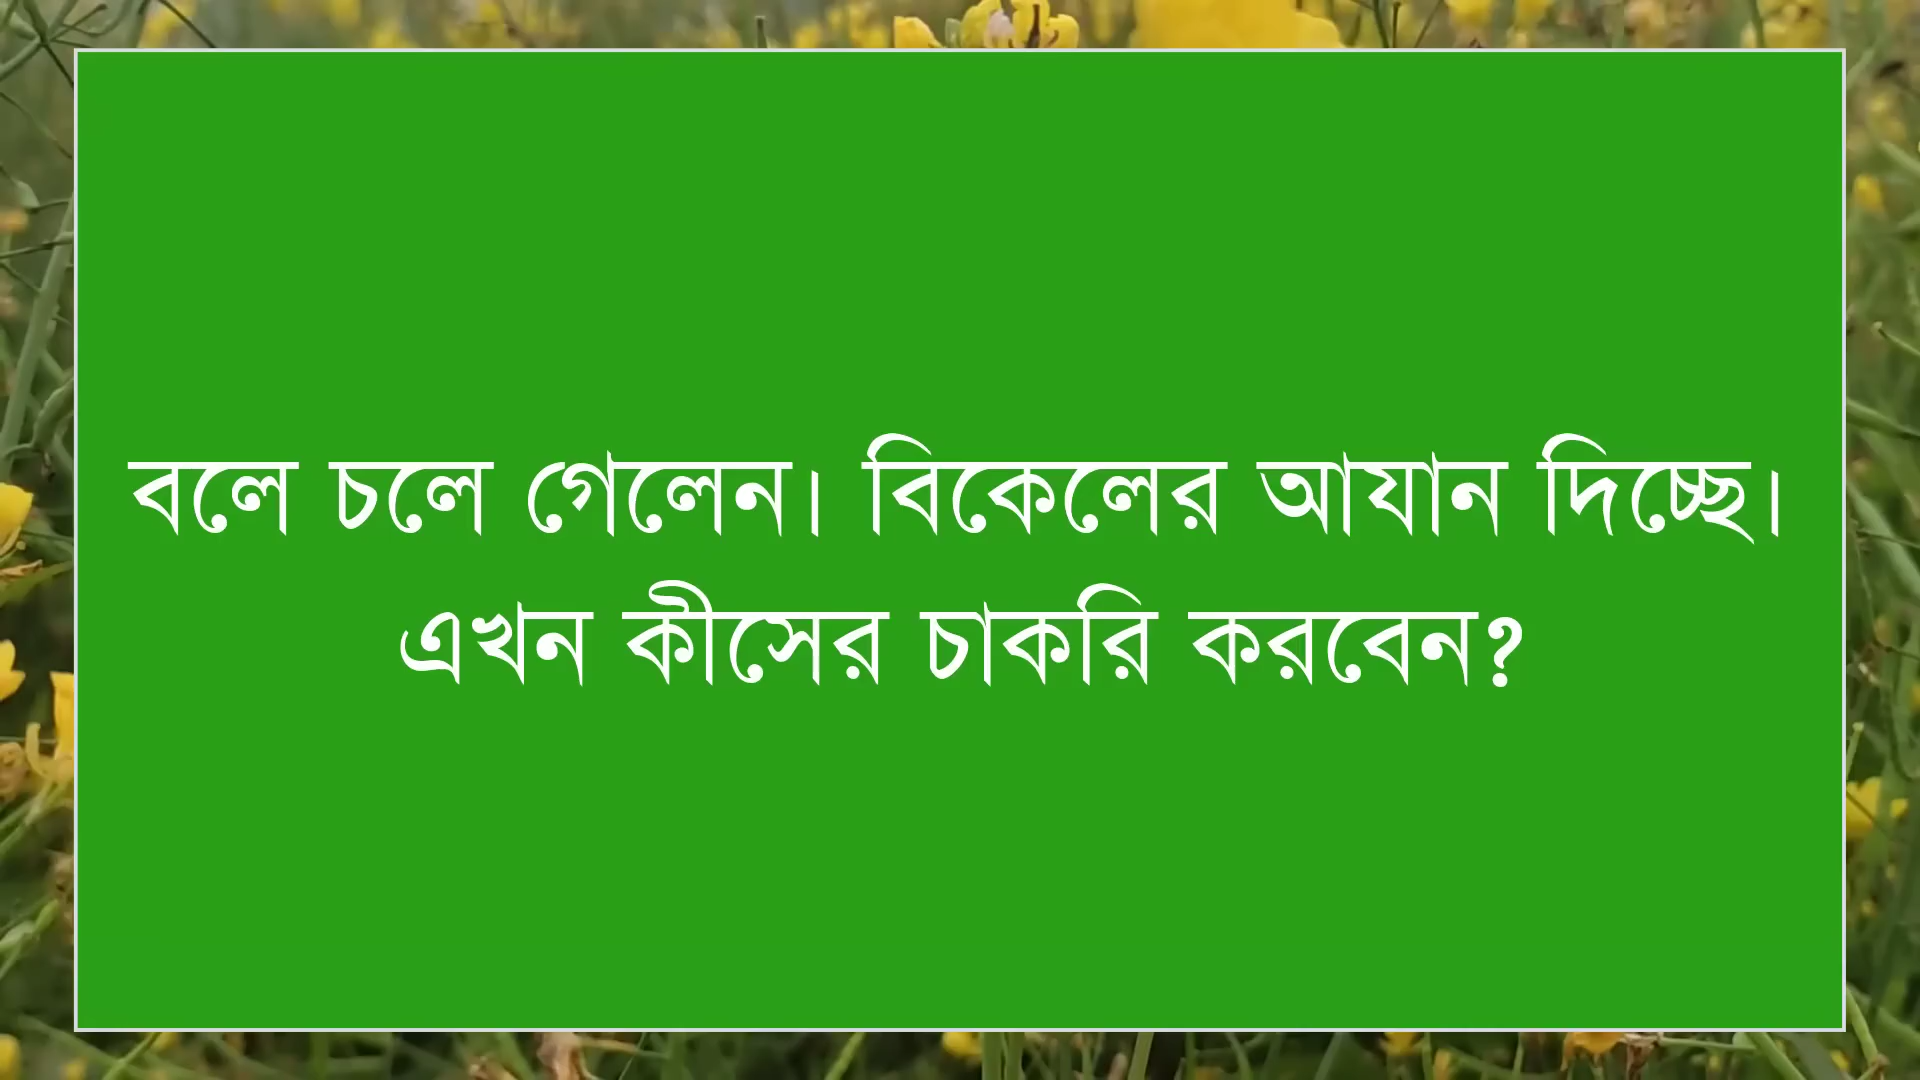 বলে চলে গেলেন। বিকেলের আযান দিচ্ছে।
এখন কীসের চাকরি করবেন?